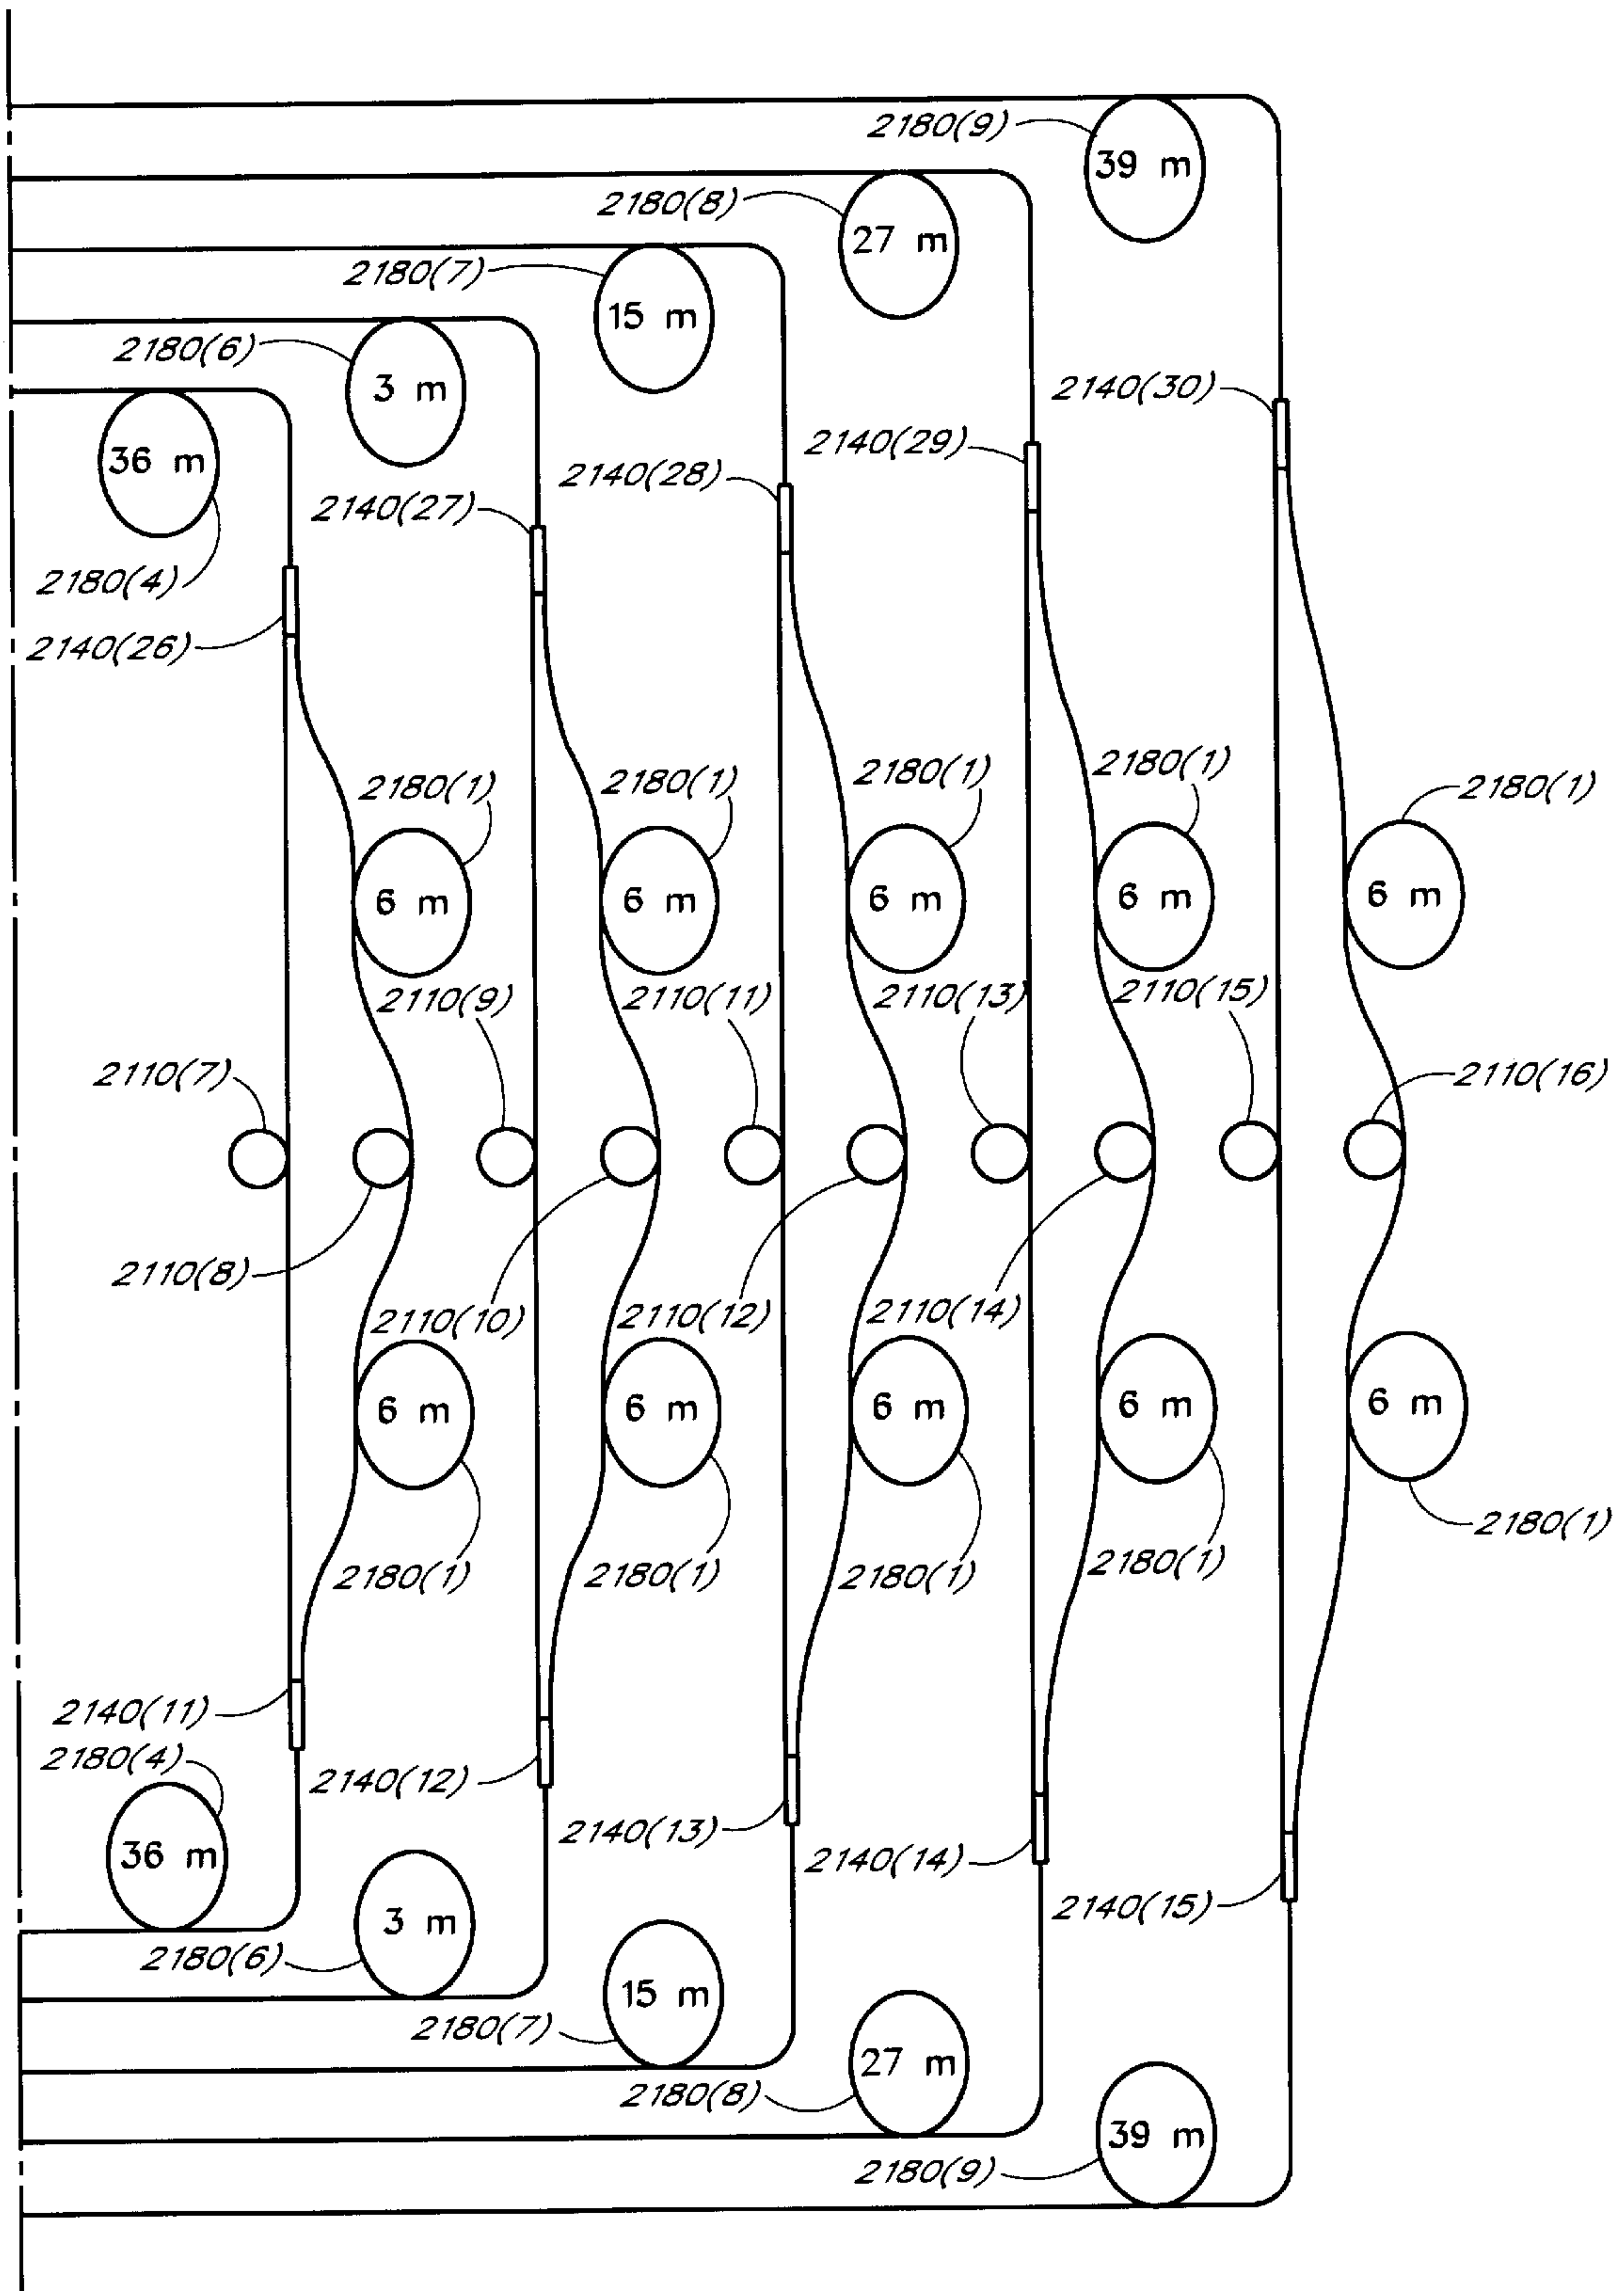 2180(9)
39 m
2180(8)
27 m
2180(7)
15 m
2180(6)
3 m
2140(30)
36 m
2140(29)
2140(28)
2140(27)
2180(4)
2140(26)
2180(1)
2180(1)
2180(1)
2180(1)
2180(1)
6 m
6 m
6 m
6 m
6 m
2110(9)
2110(11)
2110(13)
2110(15)
2110(7)
2110(16)
2110(8)
2110(10)
2110(12)
2110(14)
6 m
6 m
6 m
6 m
6 m
2180(1)
2180(1)
2180(1)
2180(1)
2180(1)
2140(11)
2180(4)
2140(12)
2140(13)
2140(14)
2140(15)
36 m
3 m
2180(6)
15 m
2180(7)
27 m
2180(8)
39 m
2180(9)